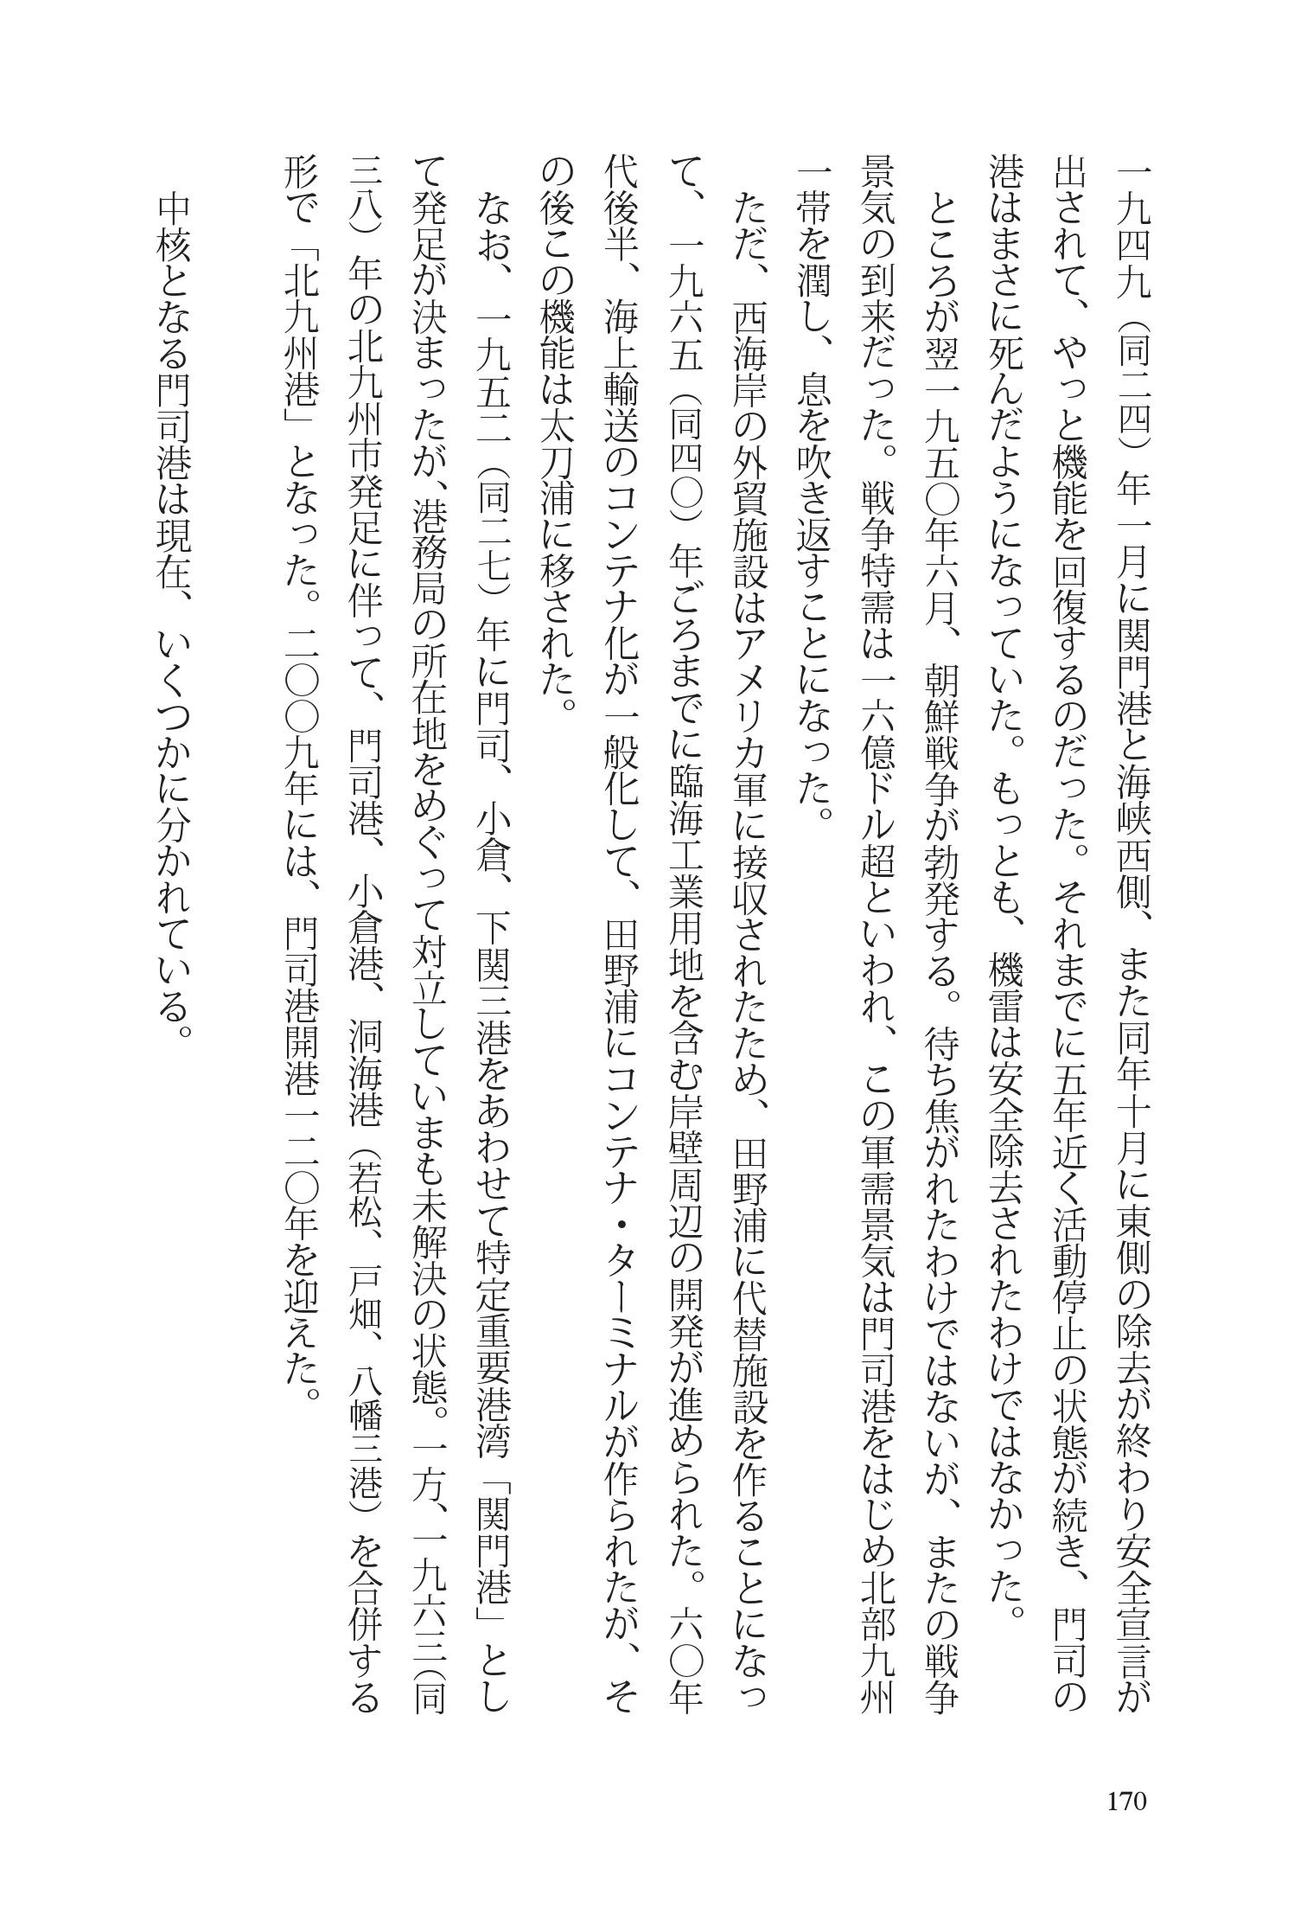 一九四九（同二四）年一月に関門港と海峡西側、また同年十月に東側の除去が終わり安全宣言が
出されて、やっと機能を回復するのだった。それまでに五年近く活動停止の状態が続き、門司の
港はまさに死んだようになっていた。もっとも、機雷は安全除去されたわけではなかった。
　ところが翌一九五〇年六月、朝鮮戦争が勃発する。待ち焦がれたわけではないが、またの戦争
景気の到来だった。戦争特需は一六億ドル超といわれ、この軍需景気は門司港をはじめ北部九州
一帯を潤し、息を吹き返すことになった。
　ただ、西海岸の外貿施設はアメリカ軍に接収されたため、田野浦に代替施設を作ることになっ
て、一九六五（同四〇）年ごろまでに臨海工業用地を含む岸壁周辺の開発が進められた。六〇年
代後半、海上輸送のコンテナ化が一般化して、田野浦にコンテナ・ターミナルが作られたが、そ
の後この機能は太刀浦に移された。
　なお、一九五二（同二七）年に門司、小倉、下関三港をあわせて特定重要港湾「関門港」とし
て発足が決まったが、港務局の所在地をめぐって対立していまも未解決の状態。一方、一九六三（同
三八）年の北九州市発足に伴って、門司港、小倉港、洞海港（若松、戸畑、八幡三港）を合併する
形で「北九州港」となった。二〇〇九年には、門司港開港一二〇年を迎えた。
　中核となる門司港は現在、いくつかに分かれている。
170